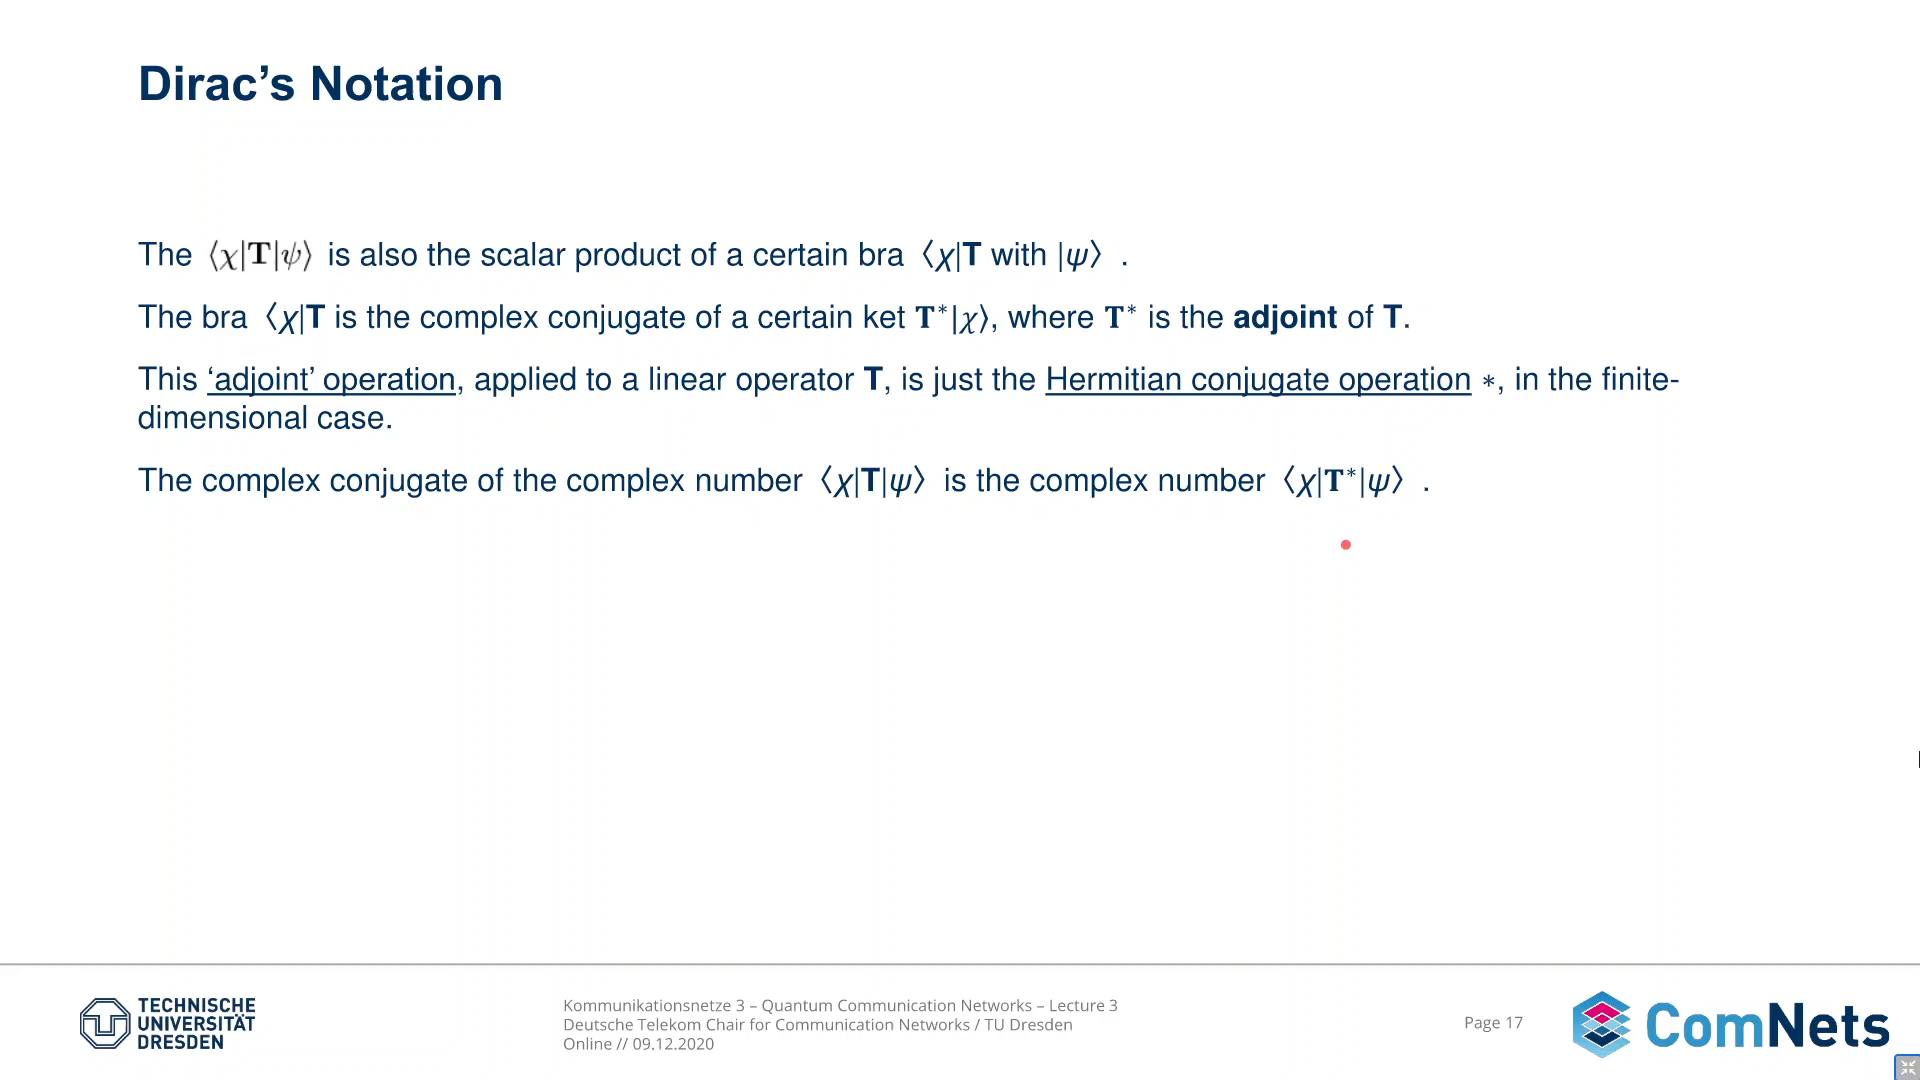 Dirac’s Notation
The ⟨χ|T|ψ⟩ is also the scalar product of a certain bra〈χ|T with |ψ〉.
The bra〈χ|T is the complex conjugate of a certain ket T*|χ⟩, where T* is the adjoint of T.
This ‘adjoint’ operation, applied to a linear operator T, is just the Hermitian conjugate operation ∗, in the finite-
dimensional case.
The complex conjugate of the complex number〈χ|T|ψ〉is the complex number〈χ|T*|ψ〉.
TECHNISCHE
UNIVERSITÄT
DRESDEN
Kommunikationsnetze 3 – Quantum Communication Networks – Lecture 3
Deutsche Telekom Chair for Communication Networks / TU Dresden
Online // 09.12.2020
Page 17
ComNets